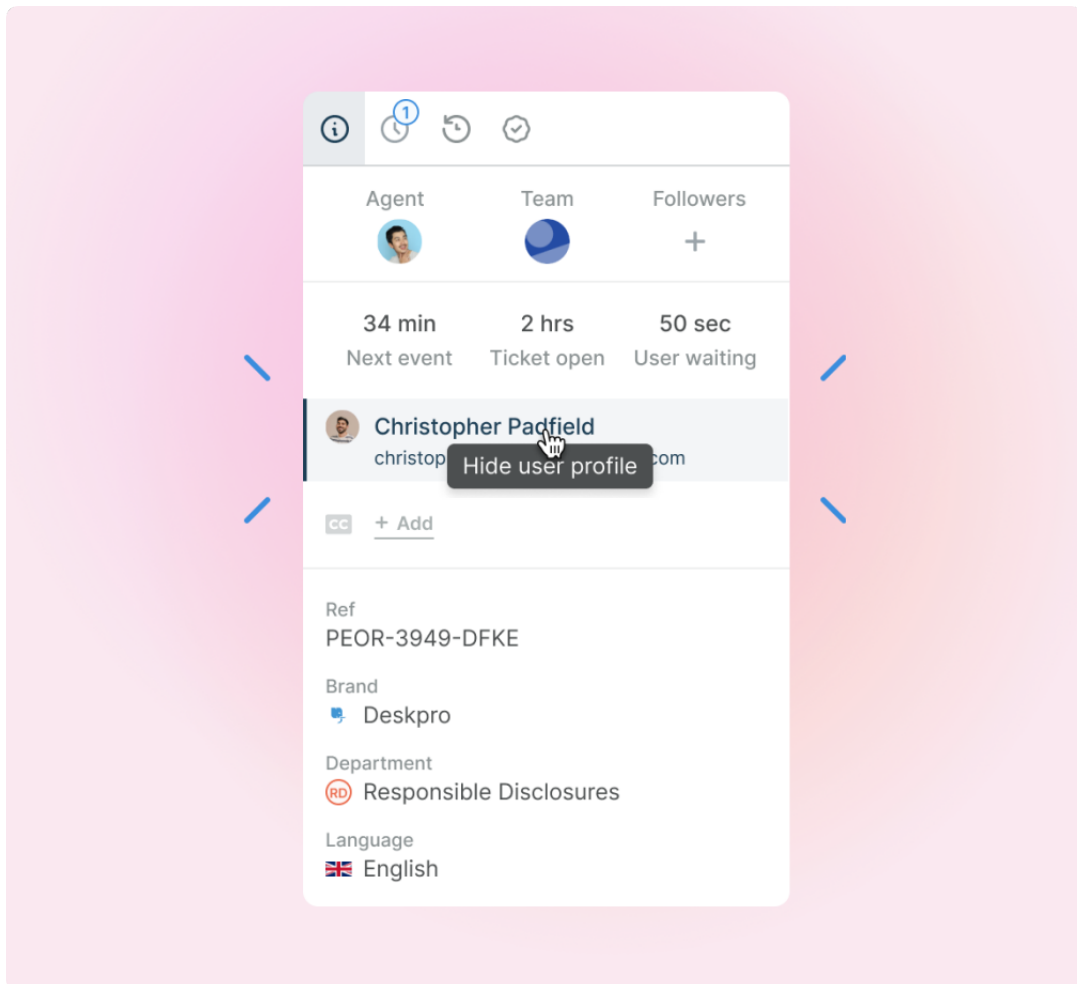 1
Agent Team Followers
34 min 2 hrs 50 sec
Next event Ticket open User waiting
Christopher Padfield
christop com
Hide user profile
CC + Add
Ref
PEOR-3949-DFKE
Brand
Deskpro
Department
RD Responsible Disclosures
Language
English